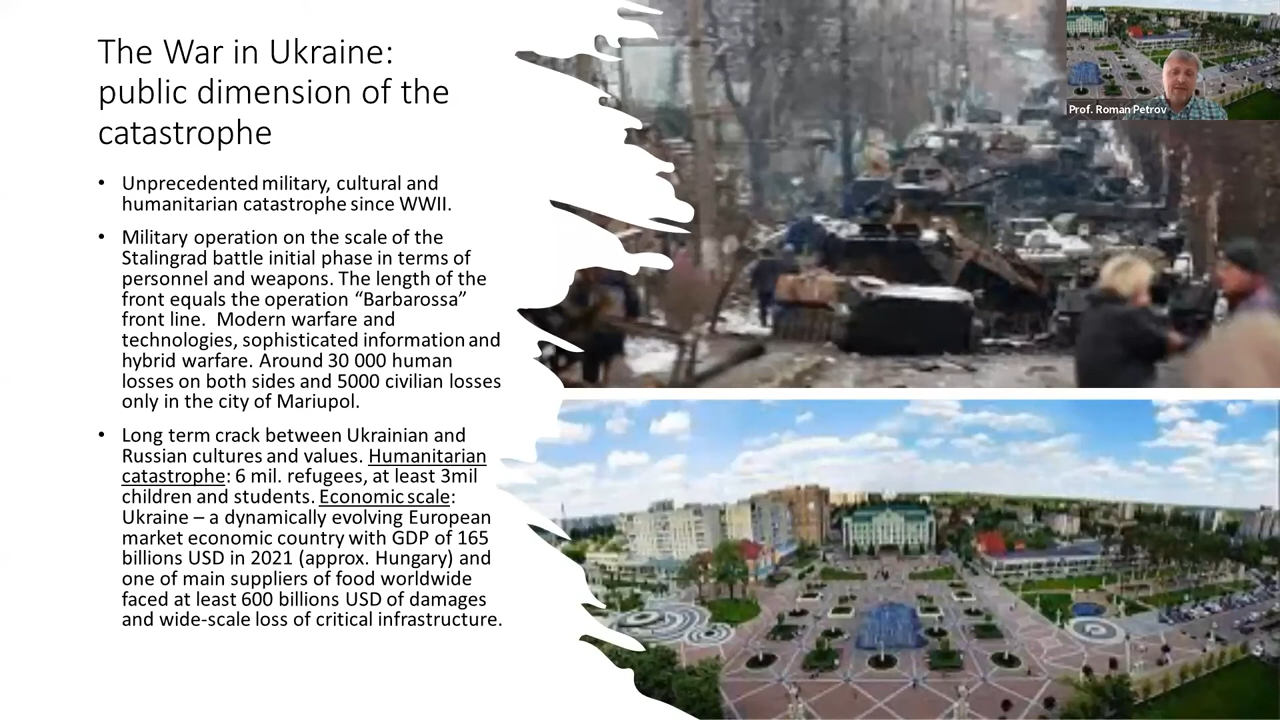 The War in Ukraine:
public dimension of the
catastrophe
• Unprecedented military, cultural and
humanitarian catastrophe since WWII.
• Military operation on the scale of the
Stalingrad battle initial phase in terms of
personnel and weapons. The length of the
front equals the operation “Barbarossa”
front line.  Modern warfare and
technologies, sophisticated information and
hybrid warfare. Around 30 000 human
losses on both sides and 5000 civilian losses
only in the city of Mariupol.
• Long term crack between Ukrainian and
Russian cultures and values. Humanitarian
catastrophe: 6 mil. refugees, at least 3mil
children and students. Economic scale:
Ukraine – a dynamically evolving European
market economic country with GDP of 165
billions USD in 2021 (approx. Hungary) and
one of main suppliers of food worldwide
faced at least 600 billions USD of damages
and wide-scale loss of critical infrastructure.
Prof. Roman Petrov